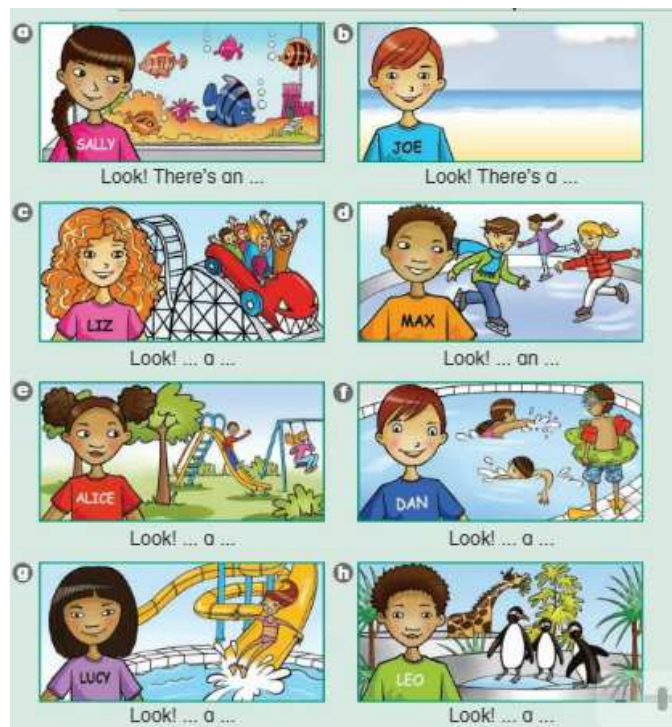 a
b
SALLY
JOE
Look! There's an ...
Look! There's a ...
c
d
LIZ
MAX
Look! ... a ...
Look! ... an ...
e
f
ALICE
DAN
Look! ... a ...
Look! ... a ...
g
h
LUCY
LEO
Look! ... a ...
Look! ... a ...